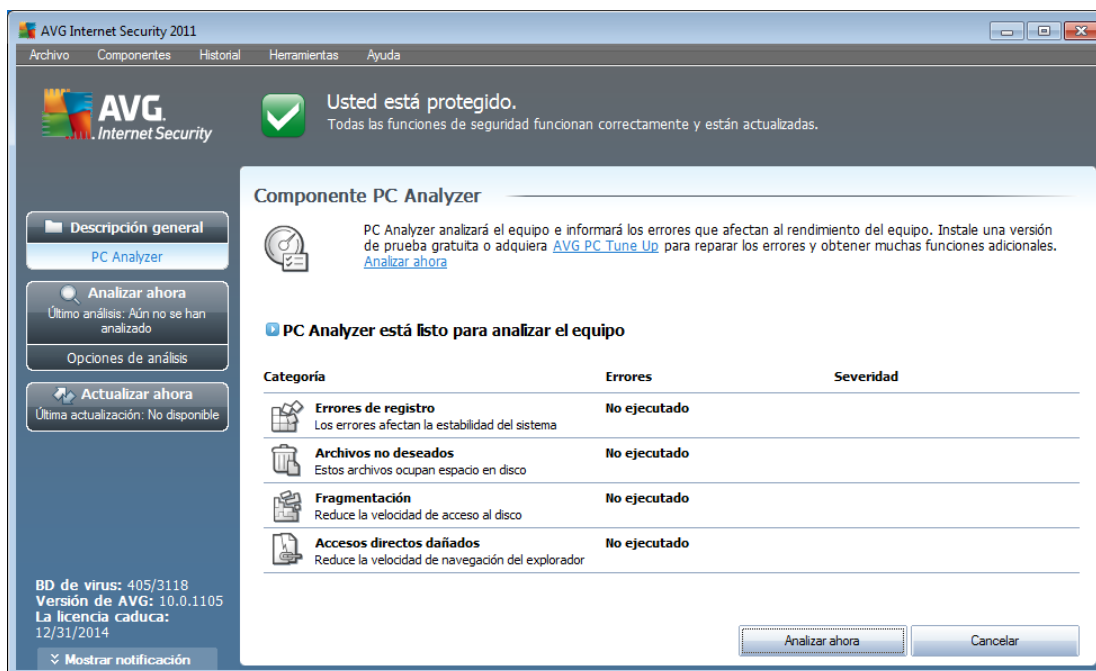 AVG Internet Security 2011
Archivo Componentes Historial Herramientas Ayuda
AVG.
Internet Security
Usted está protegido.
Todas las funciones de seguridad funcionan correctamente y están actualizadas.
Descripción general
PC Analyzer
Analizar ahora
Último análisis: Aún no se han
analizado
Opciones de análisis
Actualizar ahora
Última actualización: No disponible
BD de virus: 405/3118
Versión de AVG: 10.0.1105
La licencia caduca:
12/31/2014
Mostrar notificación
Componente PC Analyzer
PC Analyzer analizará el equipo e informará los errores que afectan al rendimiento del equipo. Instale una versión
de prueba gratuita o adquiera AVG PC Tune Up para reparar los errores y obtener muchas funciones adicionales.
Analizar ahora
PC Analyzer está listo para analizar el equipo
Categoría Errores Severidad
Errores de registro No ejecutado
Los errores afectan la estabilidad del sistema
Archivos no deseados No ejecutado
Estos archivos ocupan espacio en disco
Fragmentación No ejecutado
Reduce la velocidad de acceso al disco
Accesos directos dañados No ejecutado
Reduce la velocidad de navegación del explorador
Analizar ahora Cancelar